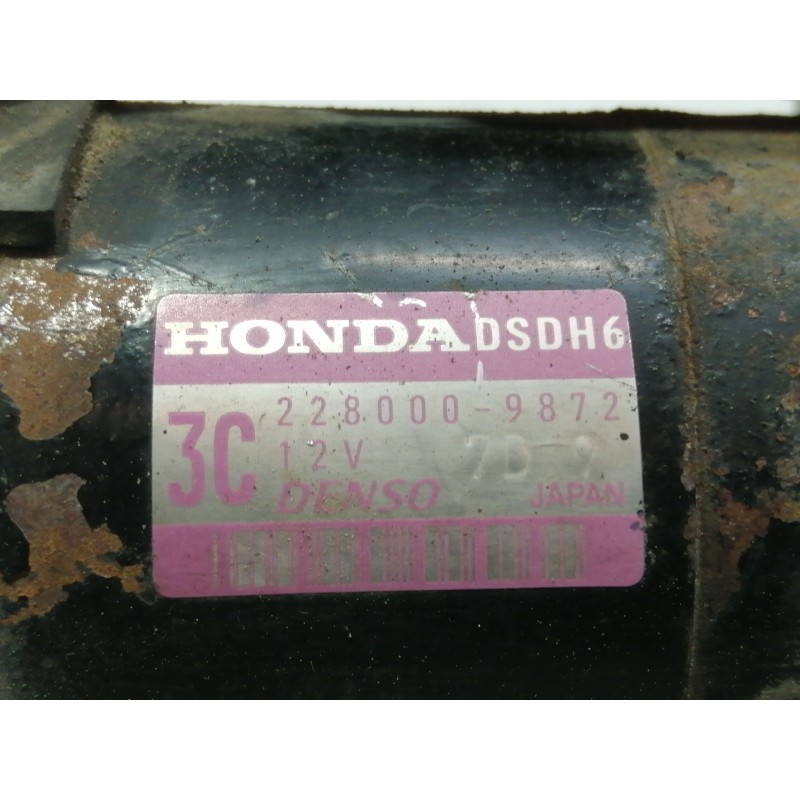 HONDA DSDH6
3C 228000-9872
12V 7D 9
DENSO JAPAN